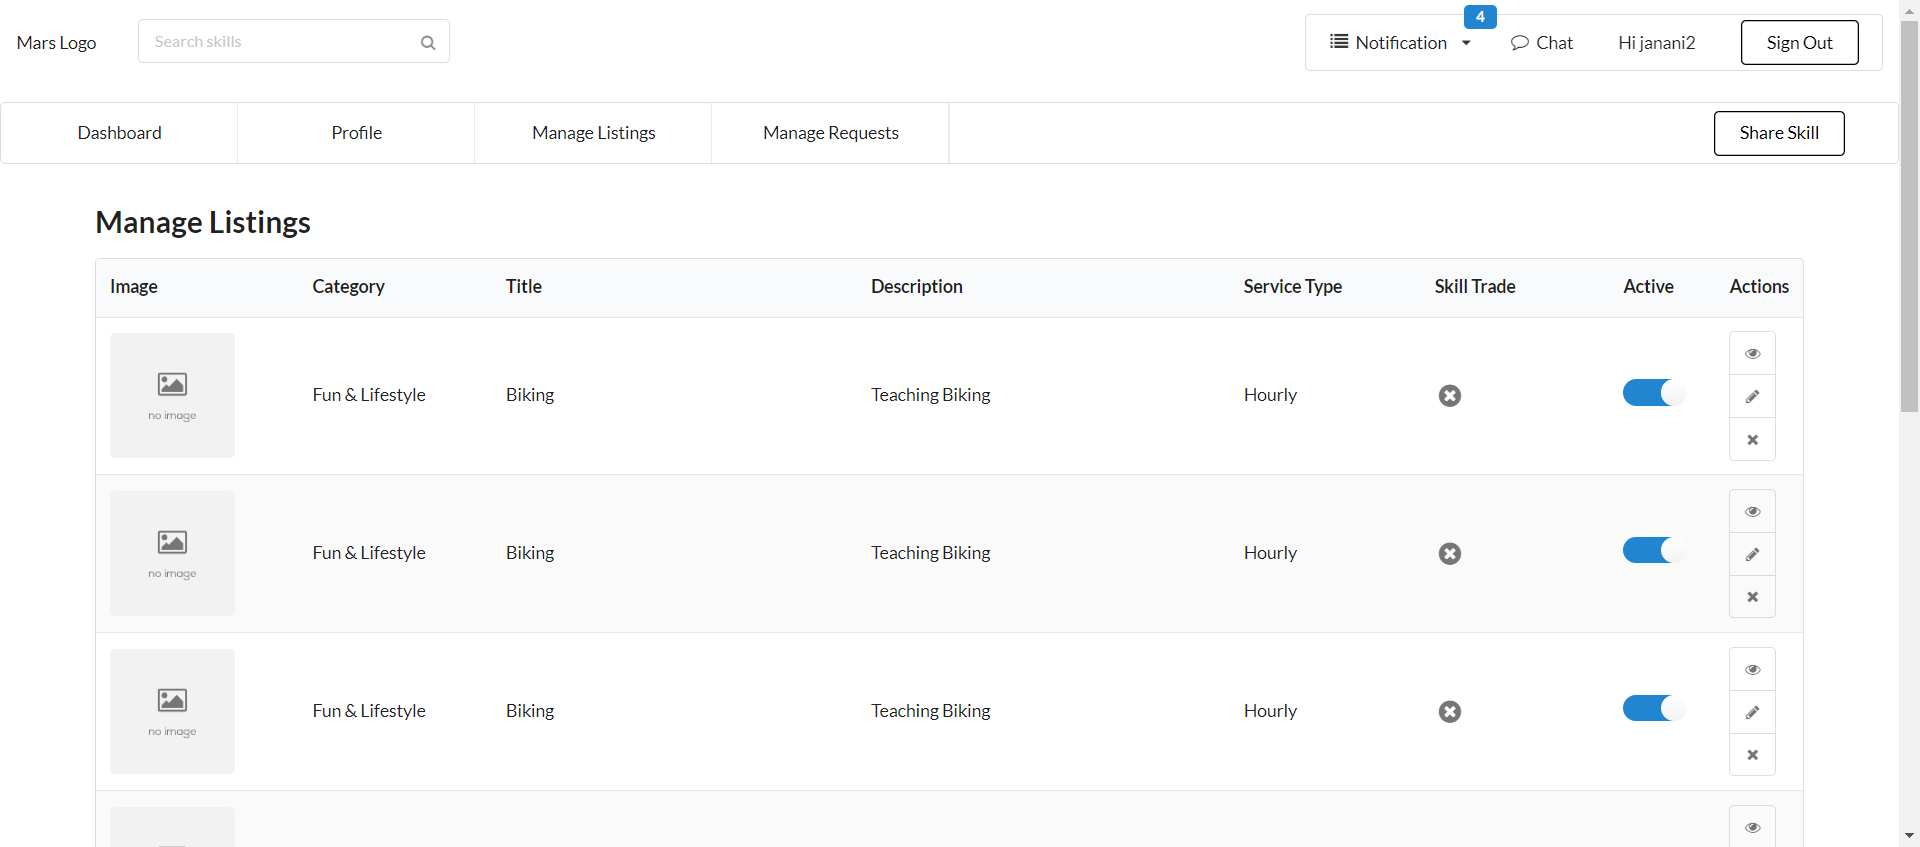 4
Mars Logo
Search skills
Notification
Chat
Hi janani2
Sign Out
Dashboard
Profile
Manage Listings
Manage Requests
Share Skill
Manage Listings
Image Category Title Description Service Type Skill Trade Active Actions
no image
Fun & Lifestyle Biking Teaching Biking Hourly
no image
Fun & Lifestyle Biking Teaching Biking Hourly
no image
Fun & Lifestyle Biking Teaching Biking Hourly